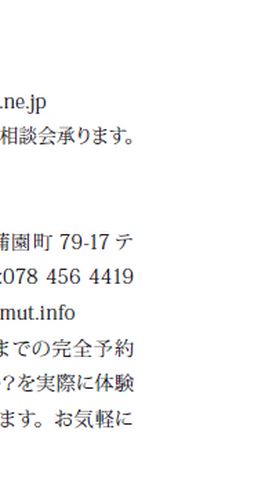 .ne.jp
相談会承ります。
蒲園町 79-17 テ
:078 456 4419
mut.info
までの完全予約
？を実際に体験
ます。お気軽に